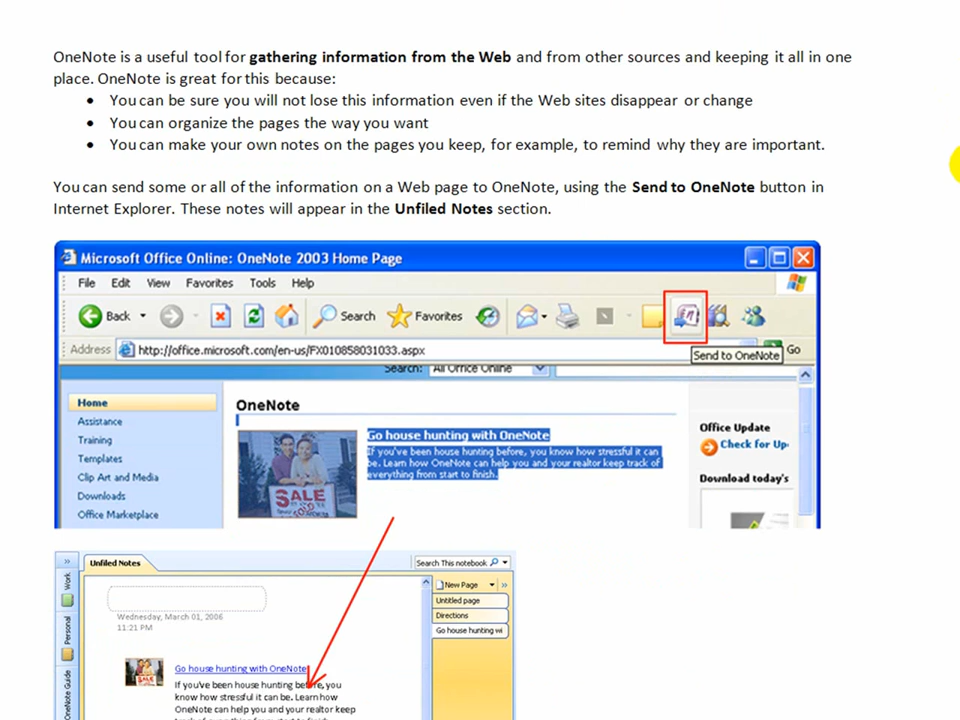 OneNote is a useful tool for gathering information from the Web and from other sources and keeping it all in one
place. OneNote is great for this because:
• You can be sure you will not lose this information even if the Web sites disappear or change
• You can organize the pages the way you want
• You can make your own notes on the pages you keep, for example, to remind why they are important.
You can send some or all of the information on a Web page to OneNote, using the Send to OneNote button in
Internet Explorer. These notes will appear in the Unfiled Notes section.
Microsoft Office Online: OneNote 2003 Home Page
File Edit View Favorites Tools Help
Back Search Favorites
Address http://office.microsoft.com/en-us/FX010858031033.aspx Go
Send to OneNote
Search: All Office Online
Home
Assistance
Training
Templates
Clip Art and Media
Downloads
Office Marketplace
OneNote
Go house hunting with OneNote
If you've been house hunting before, you know how stressful it can
be. Learn how OneNote can help you and your realtor keep track of
everything from start to finish.
SALE
SOLD
Office Update
Check for Up
Download today's
Unfiled Notes
Search This notebook
Work
Personal
OneNote Guide
New Page
Untitled page
Directions
Go house hunting wi
Wednesday, March 01, 2006
11:21 PM
Go house hunting with OneNote
If you've been house hunting before, you
know how stressful it can be. Learn how
OneNote can help you and your realtor keep
track of everything from start to finish.